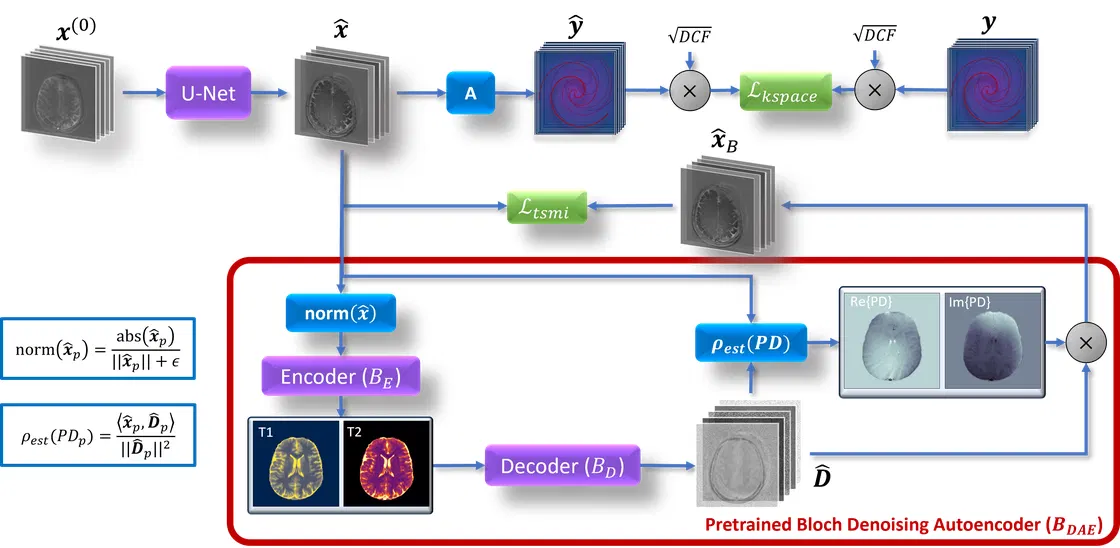 x^(0)
x̂
ŷ
√DCF
√DCF
y
U-Net
A
×
ℒ_kspace
×
x̂_B
ℒ_tsmi
norm(x̂)
Re{PD}
Im{PD}
norm(x̂_p) = abs(x̂_p) / (||x̂_p|| + ϵ)
ρ_est(PD)
×
Encoder (B_E)
ρ_est(PD_p) = ⟨x̂_p, D̂_p⟩ / ||D̂_p||²
T1
T2
Decoder (B_D)
D̂
Pretrained Bloch Denoising Autoencoder (B_DAE)